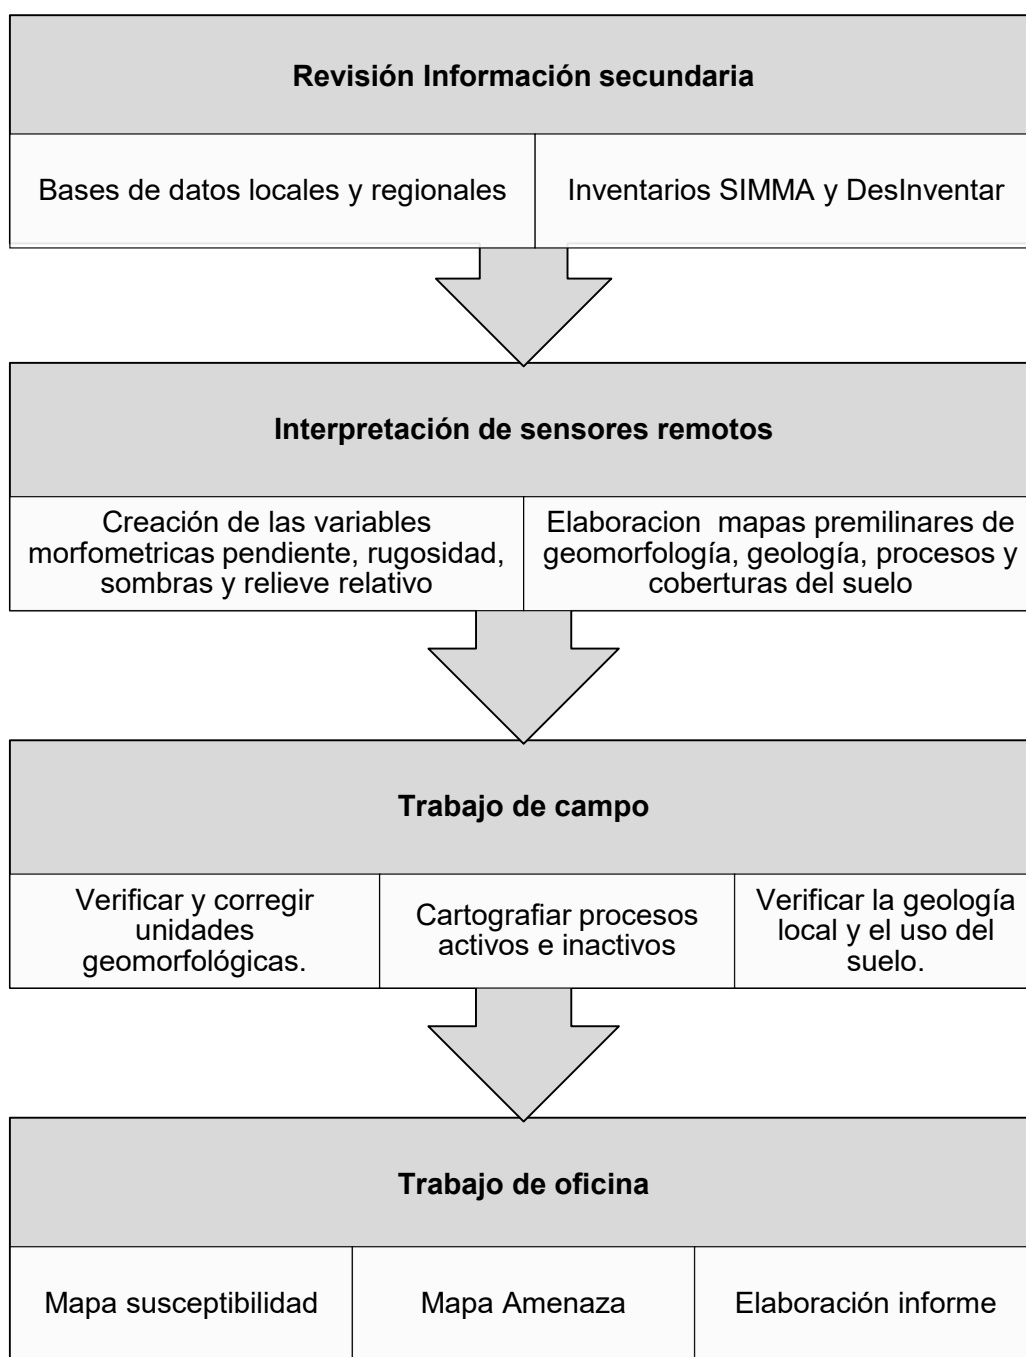 Revisión Información secundaria
Bases de datos locales y regionales
Inventarios SIMMA y DesInventar
Interpretación de sensores remotos
Creación de las variables
morfometricas pendiente, rugosidad,
sombras y relieve relativo
Elaboracion  mapas premilinares de
geomorfología, geología, procesos y
coberturas del suelo
Trabajo de campo
Verificar y corregir
unidades
geomorfológicas.
Cartografiar procesos
activos e inactivos
Verificar la geología
local y el uso del
suelo.
Trabajo de oficina
Mapa susceptibilidad
Mapa Amenaza
Elaboración informe